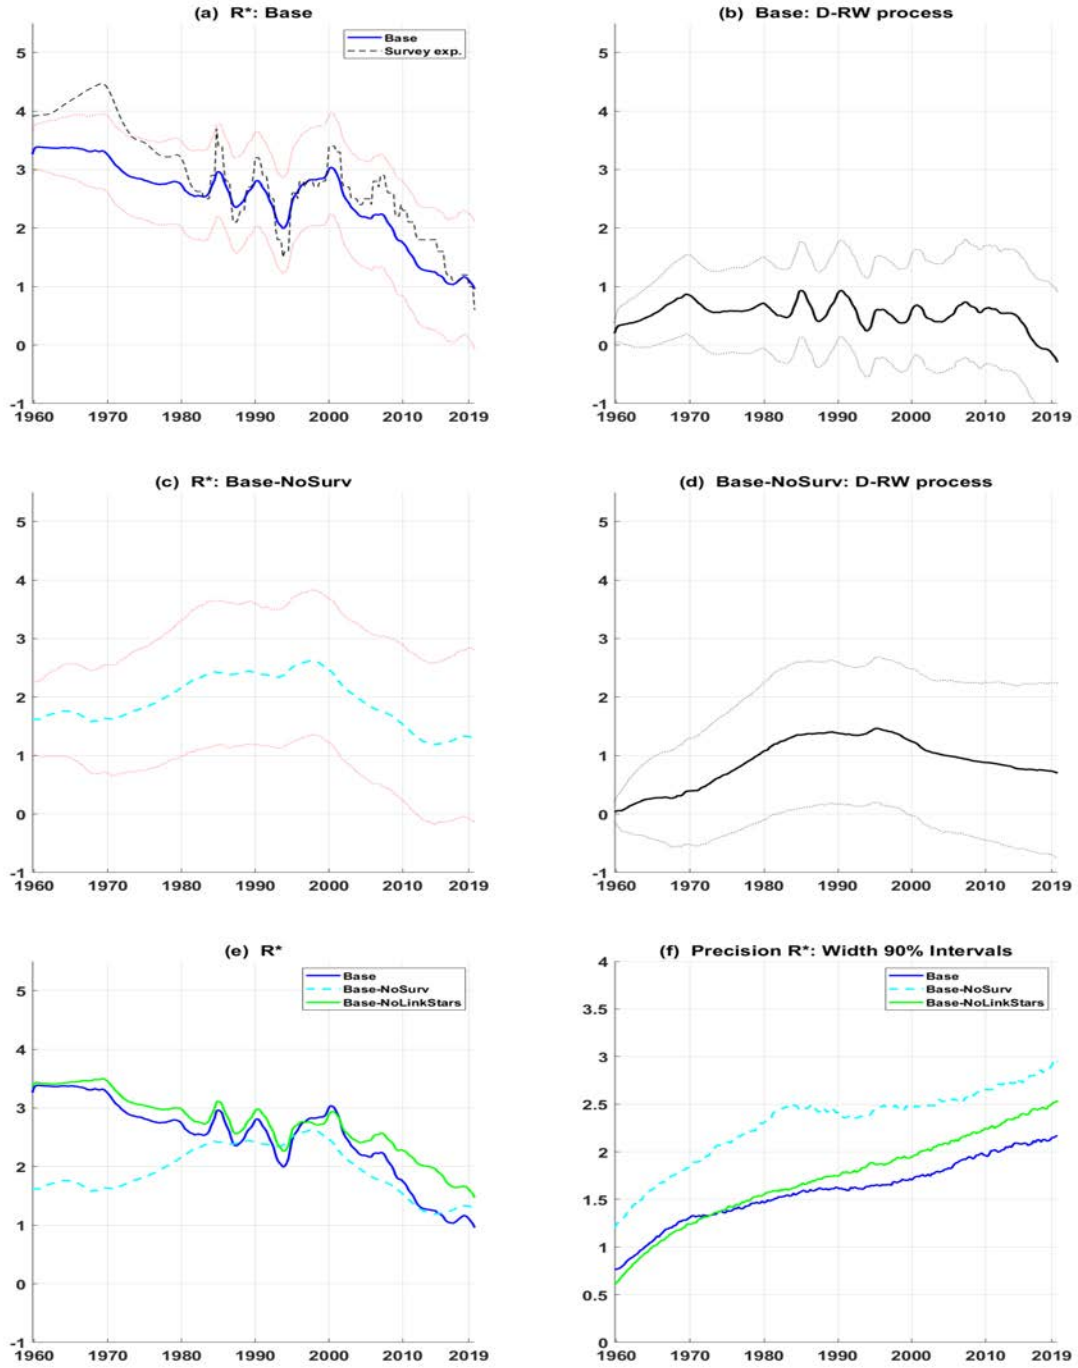 (a) R*: Base
Base
Survey exp.
5
4
3
2
1
0
-1
1960 1970 1980 1990 2000 2010 2019
(b) Base: D-RW process
5
4
3
2
1
0
-1
1960 1970 1980 1990 2000 2010 2019
(c) R*: Base-NoSurv
5
4
3
2
1
0
-1
1960 1970 1980 1990 2000 2010 2019
(d) Base-NoSurv: D-RW process
5
4
3
2
1
0
-1
1960 1970 1980 1990 2000 2010 2019
(e) R*
Base
Base-NoSurv
Base-NoLinkStars
5
4
3
2
1
0
-1
1960 1970 1980 1990 2000 2010 2019
(f) Precision R*: Width 90% Intervals
Base
Base-NoSurv
Base-NoLinkStars
4
3.5
3
2.5
2
1.5
1
0.5
0
1960 1970 1980 1990 2000 2010 2019